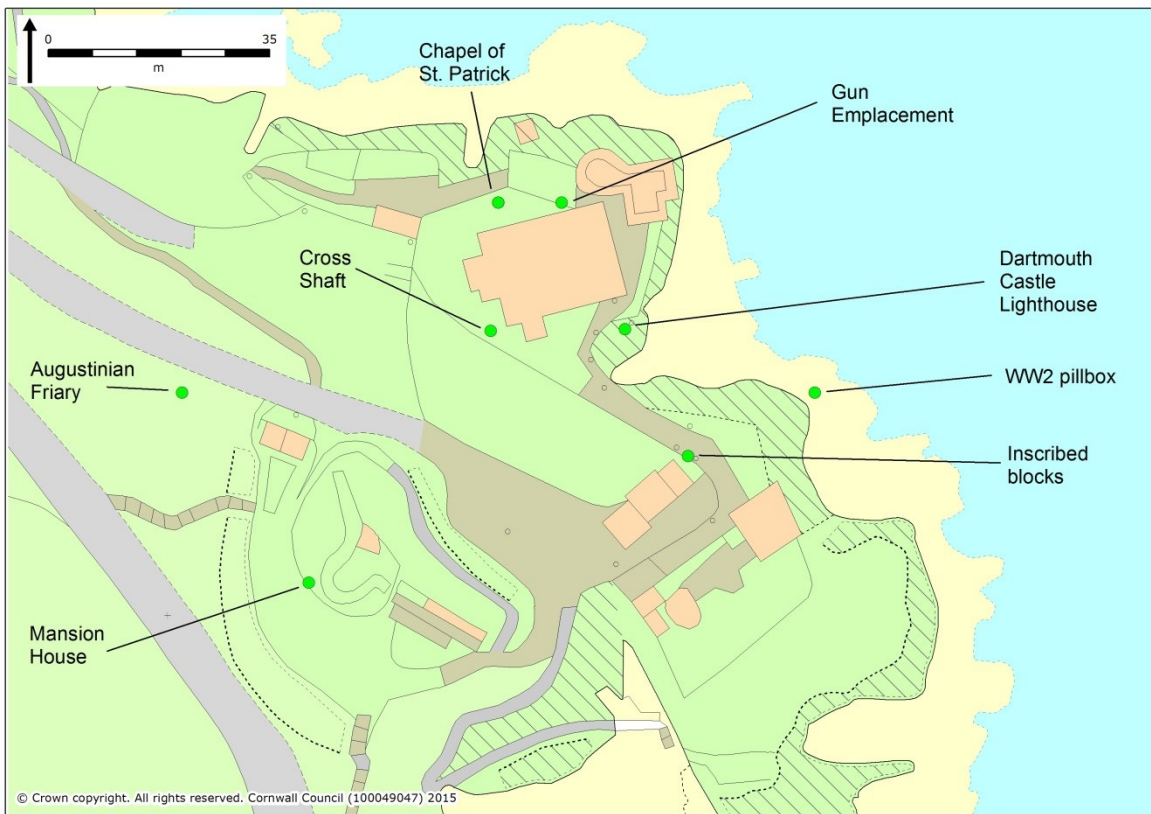 0 35
m
Chapel of
St. Patrick
Gun
Emplacement
Cross
Shaft
Dartmouth
Castle
Lighthouse
Augustinian
Friary
WW2 pillbox
Inscribed
blocks
Mansion
House
© Crown copyright. All rights reserved. Cornwall Council (100049047) 2015